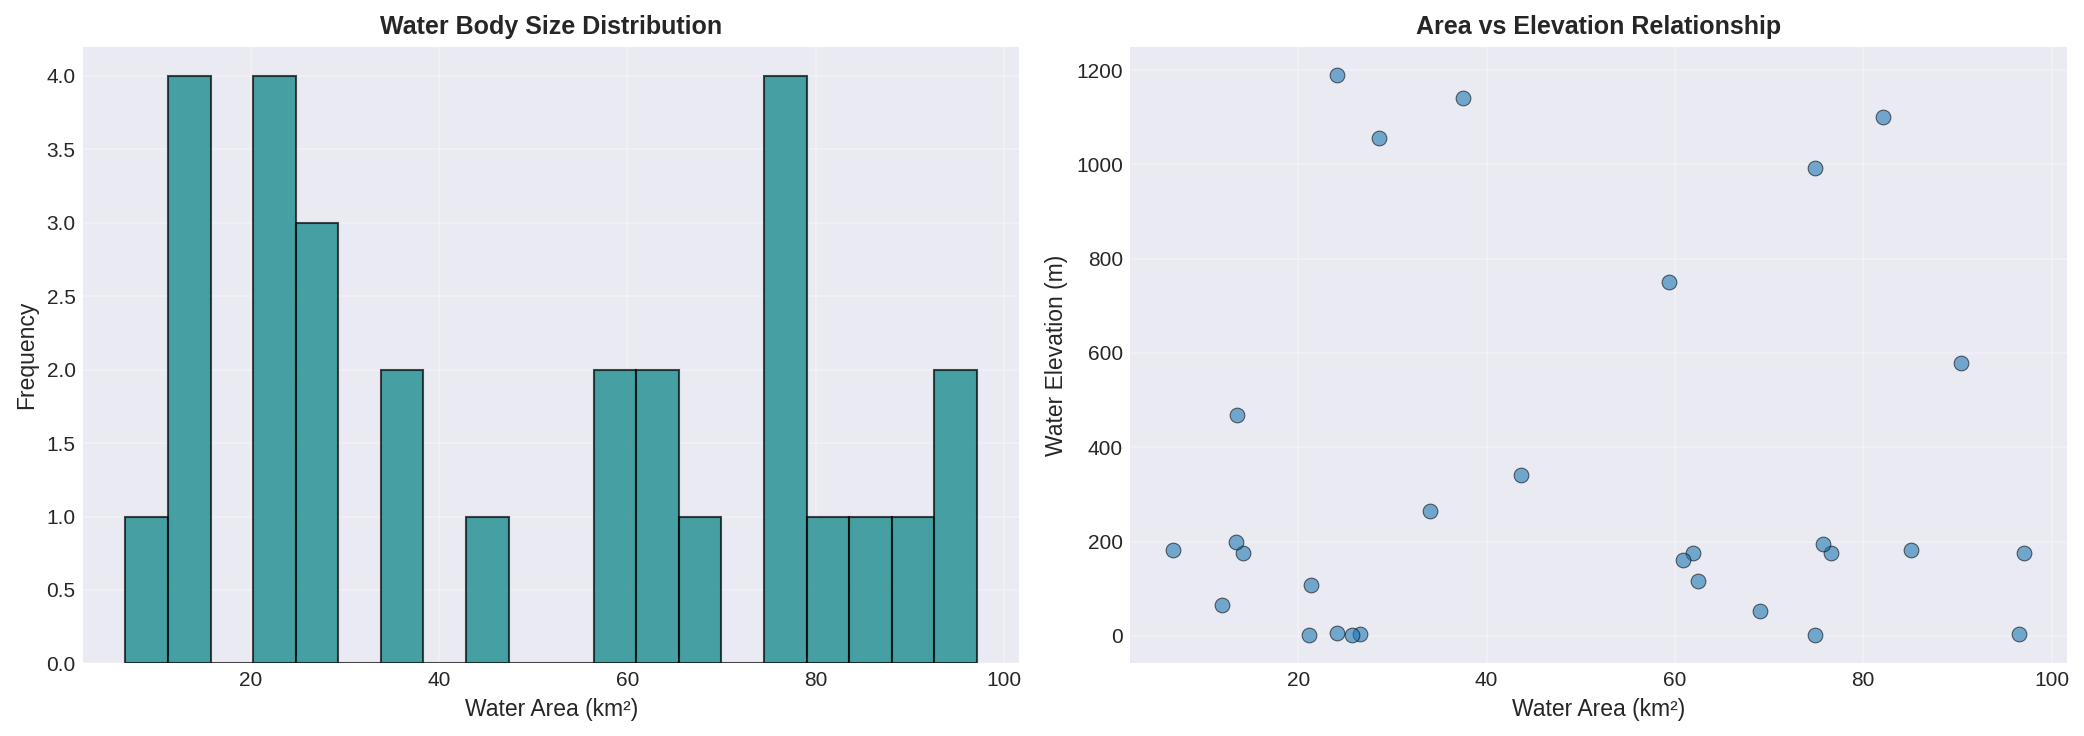 Water Body Size Distribution
4.0
3.5
3.0
2.5
2.0
1.5
1.0
0.5
0.0
Frequency
20 40 60 80 100
Water Area (km²)
Area vs Elevation Relationship
1200
1000
800
600
400
200
0
Water Elevation (m)
20 40 60 80 100
Water Area (km²)